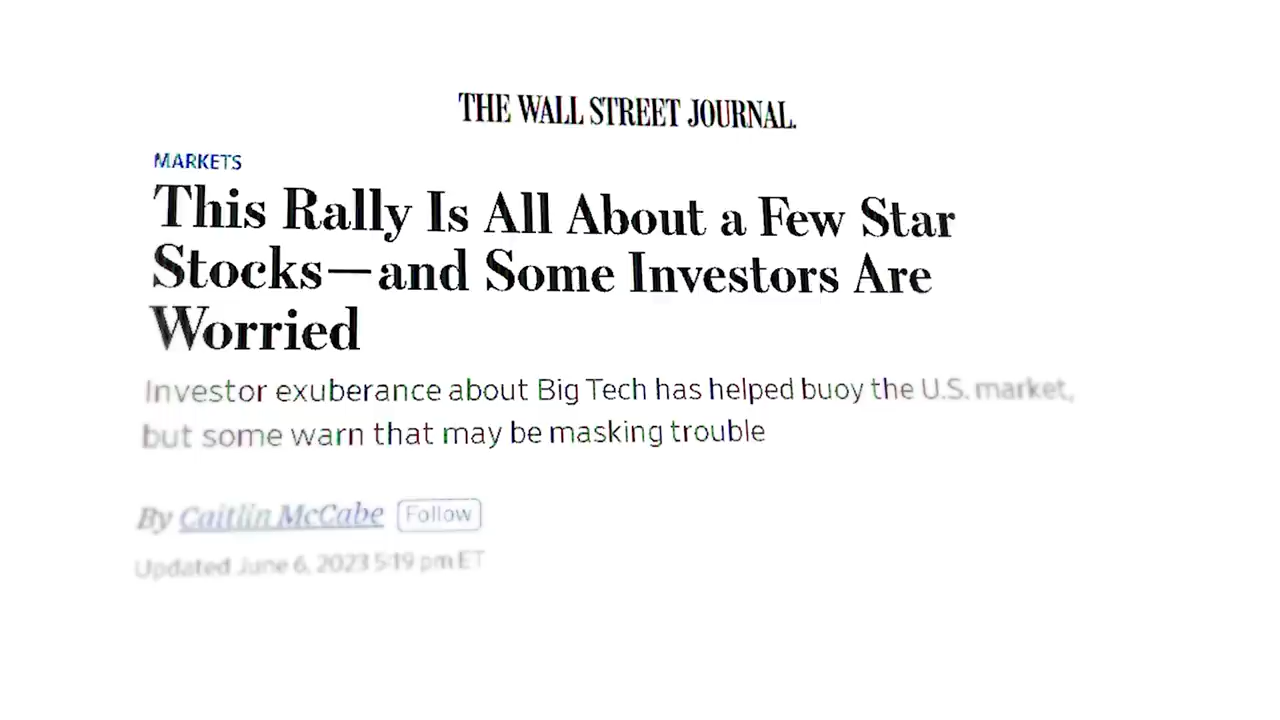 THE WALL STREET JOURNAL.
MARKETS
This Rally Is All About a Few Star
Stocks—and Some Investors Are
Worried
Investor exuberance about Big Tech has helped buoy the U.S. market,
but some warn that may be masking trouble
By Caitlin McCabe Follow
Updated June 6, 2023 5:19 pm ET